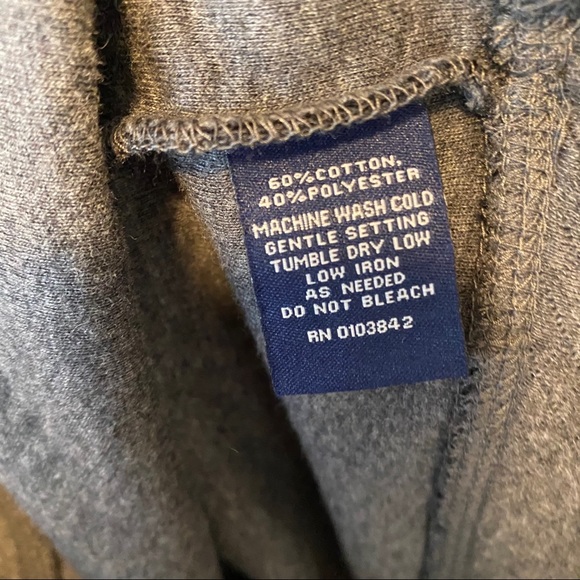 60%COTTON,
40%POLYESTER
MACHINE WASH COLD
GENTLE SETTING
TUMBLE DRY LOW
LOW IRON
AS NEEDED
DO NOT BLEACH
RN 0103842